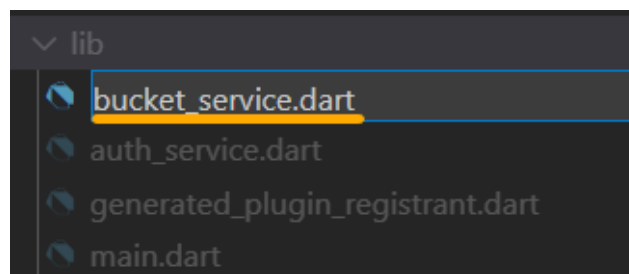 lib
bucket_service.dart
auth_service.dart
generated_plugin_registrant.dart
main.dart